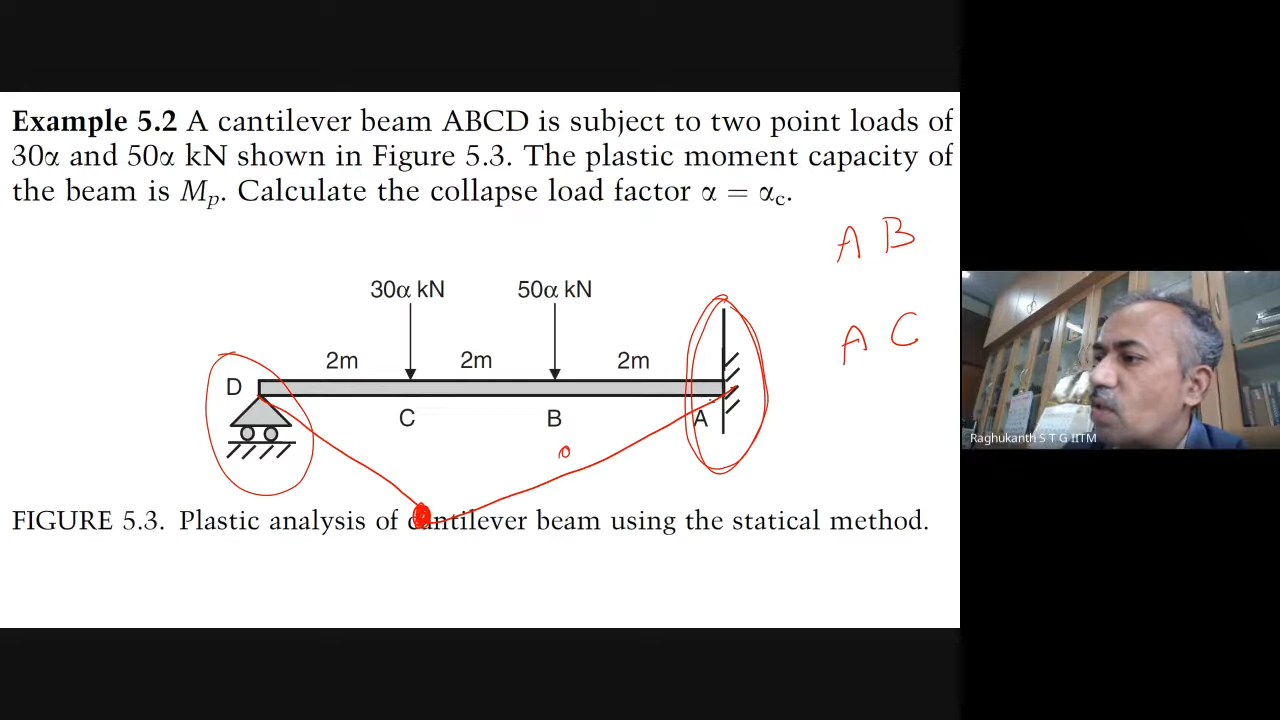 Example 5.2 A cantilever beam ABCD is subject to two point loads of
30α and 50α kN shown in Figure 5.3. The plastic moment capacity of
the beam is Mp. Calculate the collapse load factor α = αc.
A B
30α kN 50α kN
A C
2m 2m 2m
D
C B A
Raghukanth S T G IITM
FIGURE 5.3. Plastic analysis of cantilever beam using the statical method.